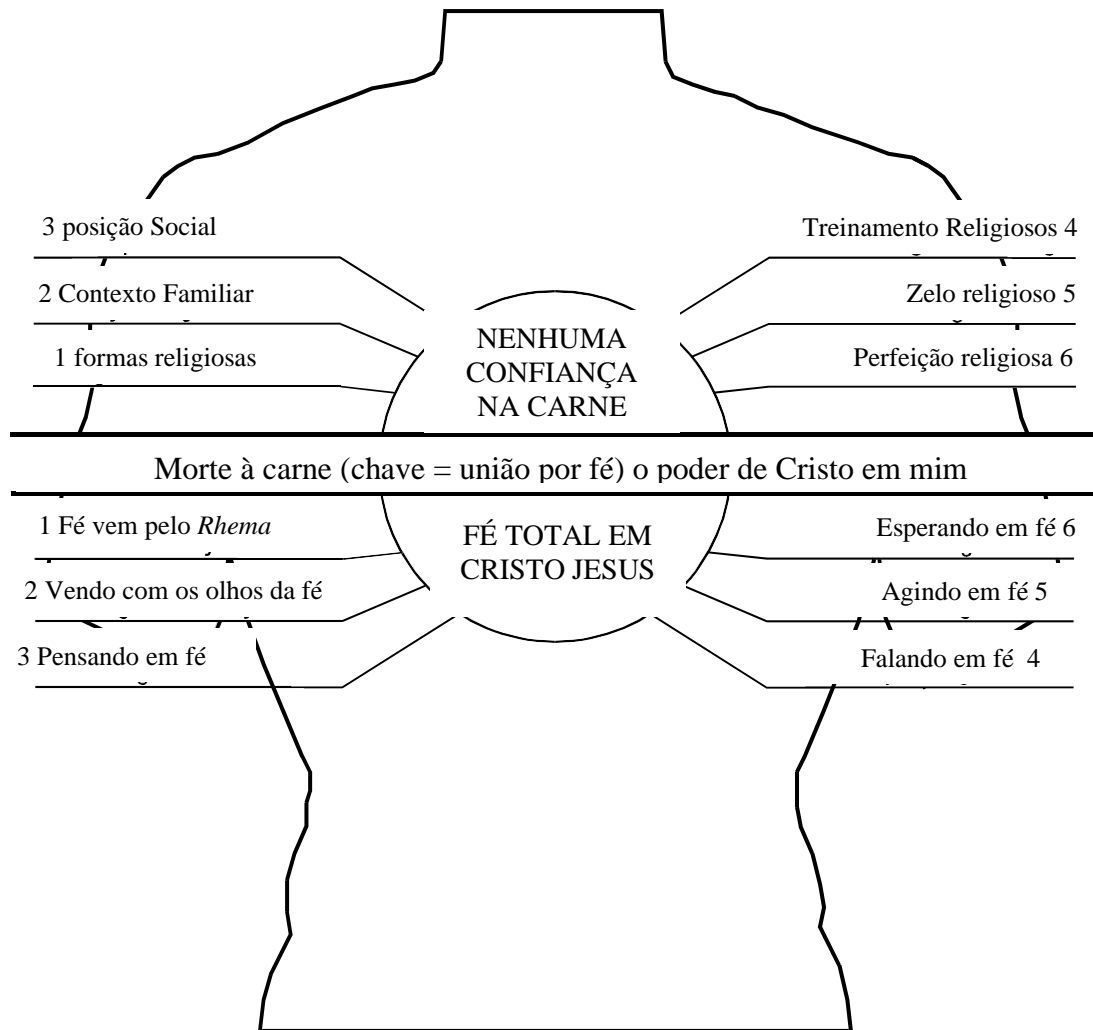 3 posição Social
Treinamento Religiosos 4
2 Contexto Familiar
Zelo religioso 5
1 formas religiosas
Perfeição religiosa 6
NENHUMA
CONFIANÇA
NA CARNE
Morte à carne (chave = união por fé) o poder de Cristo em mim
1 Fé vem pelo Rhema
Esperando em fé 6
FÉ TOTAL EM
CRISTO JESUS
2 Vendo com os olhos da fé
Agindo em fé 5
3 Pensando em fé
Falando em fé 4